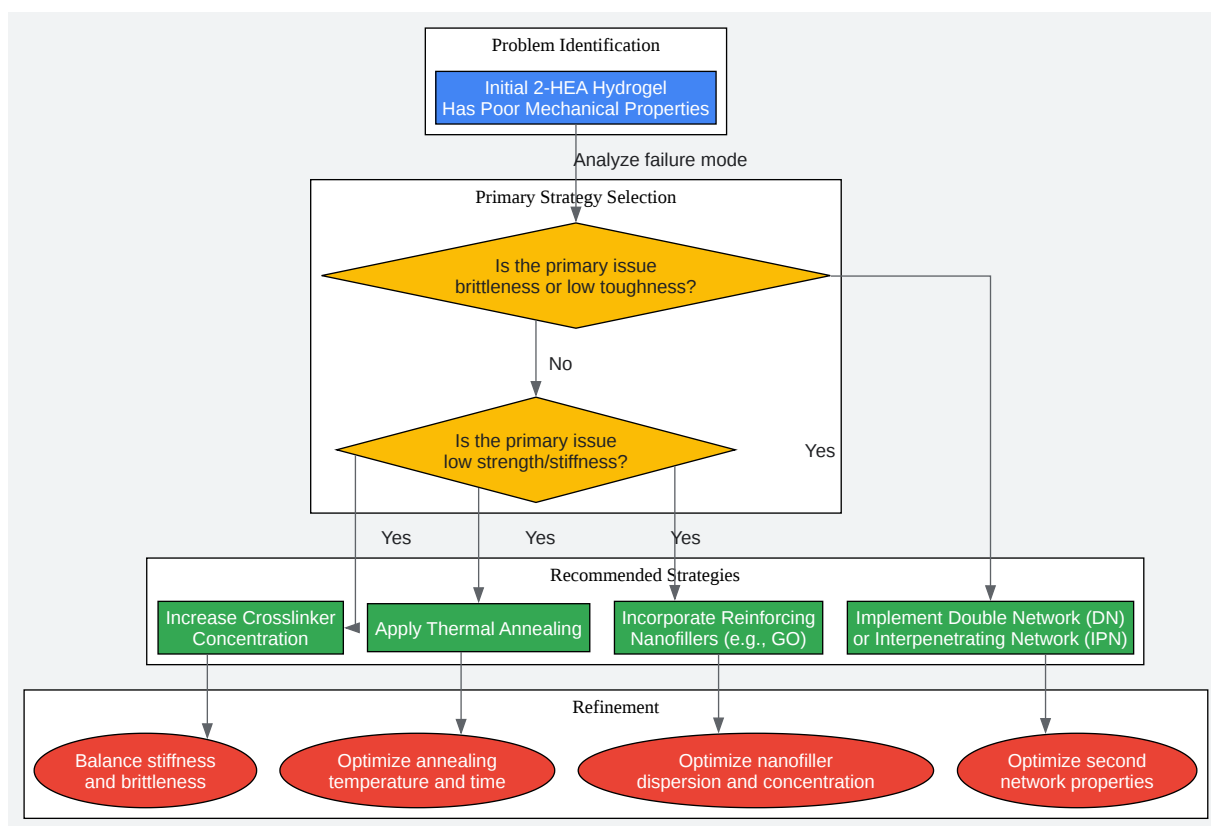 Problem Identification
Initial 2-HEA Hydrogel
Has Poor Mechanical Properties
Analyze failure mode
Primary Strategy Selection
Is the primary issue
brittleness or low toughness?
No
Is the primary issue
low strength/stiffness?
Yes
Yes
Yes
Yes
Recommended Strategies
Increase Crosslinker
Concentration
Apply Thermal Annealing
Incorporate Reinforcing
Nanofillers (e.g., GO)
Implement Double Network (DN)
or Interpenetrating Network (IPN)
Refinement
Balance stiffness
and brittleness
Optimize annealing
temperature and time
Optimize nanofiller
dispersion and concentration
Optimize second
network properties